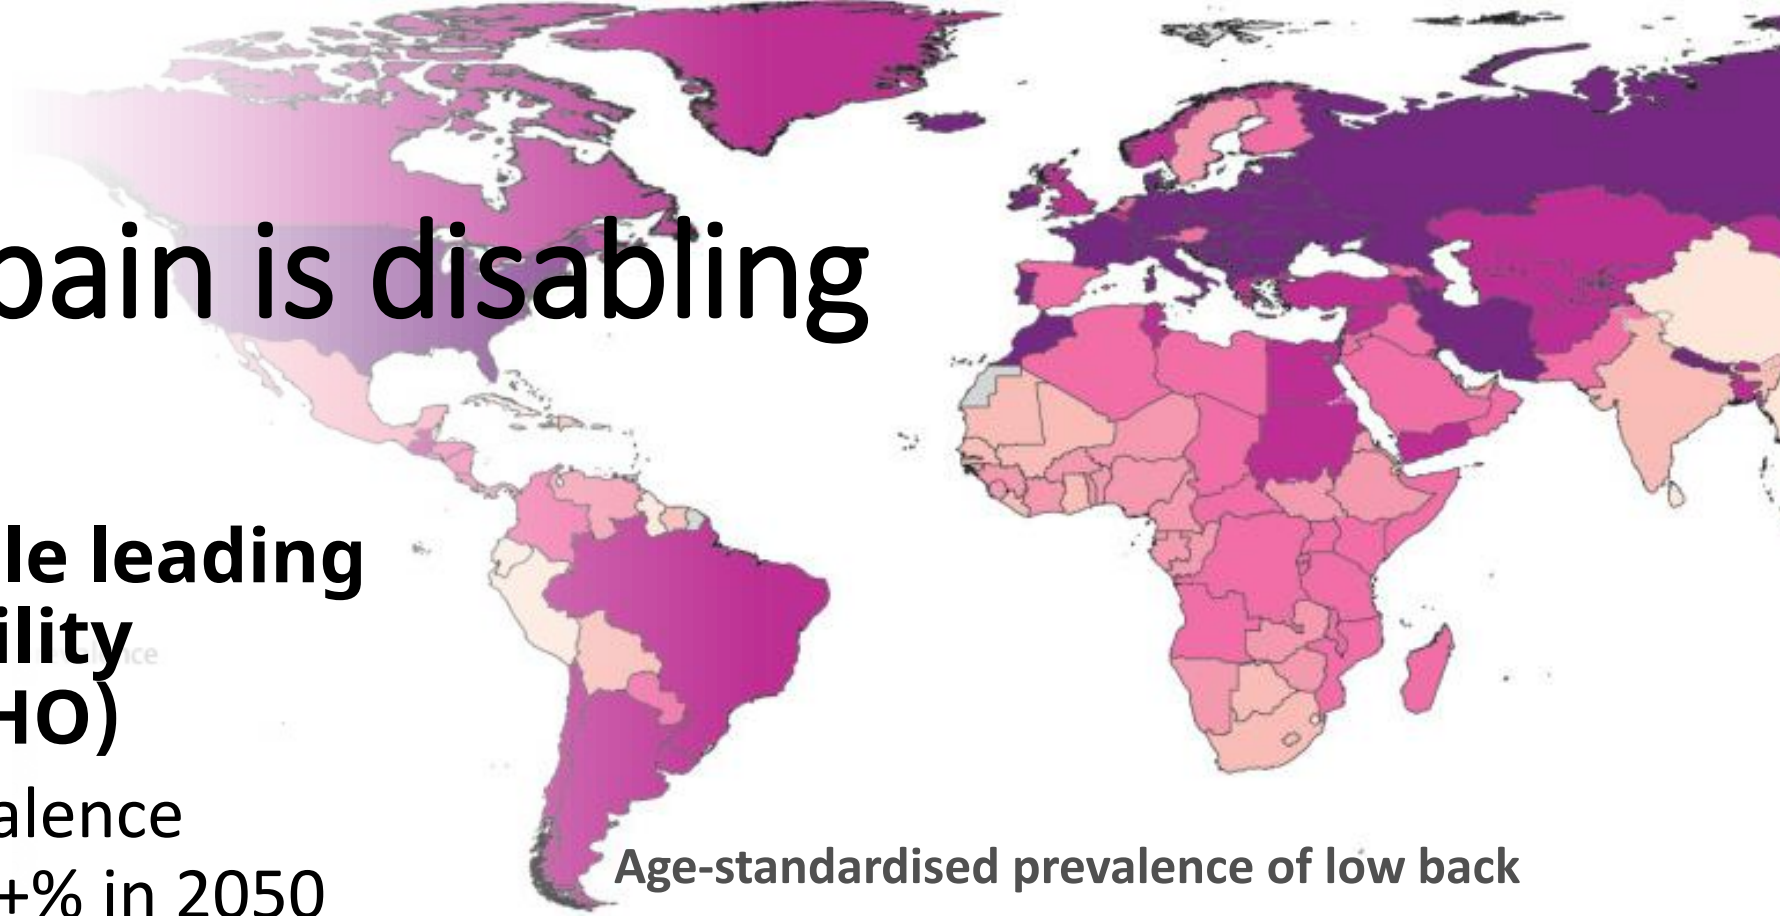 pain is disabling
le leading
ility
HO)
alence
+% in 2050
Age-standardised prevalence of low back